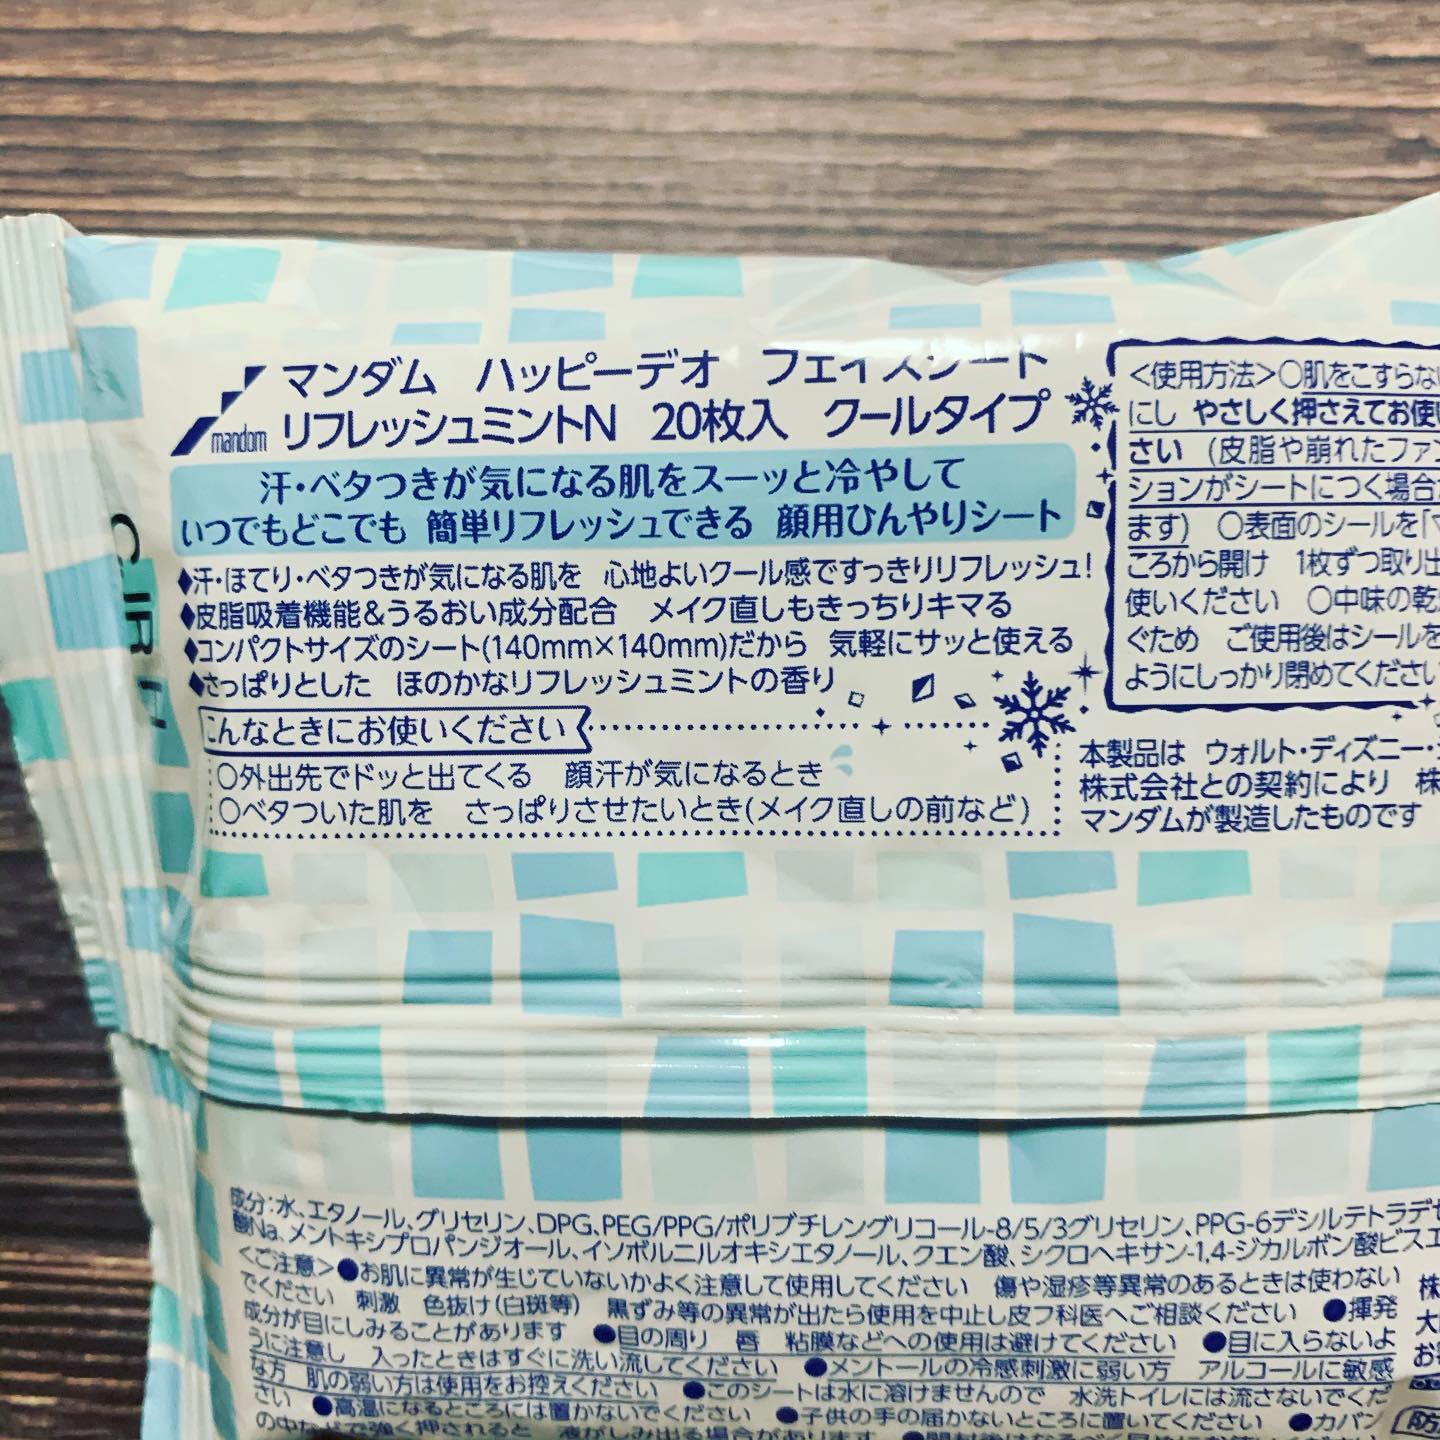 mandom
マンダム ハッピーデオ フェイスシート
リフレッシュミントN 20枚入 クールタイプ
汗・ベタつきが気になる肌をスーッと冷やして
いつでもどこでも 簡単リフレッシュできる 顔用ひんやりシート
♦汗・ほてり・ベタつきが気になる肌を 心地よいクール感ですっきりリフレッシュ!
♦皮脂吸着機能&うるおい成分配合 メイク直しもきっちりキマる
♦コンパクトサイズのシート(140mm×140mm)だから 気軽にサッと使える
♦さっぱりとした ほのかなリフレッシュミントの香り
こんなときにお使いください
○外出先でドッと出てくる 顔汗が気になるとき
○ベタついた肌を さっぱりさせたいとき(メイク直しの前など)
<使用方法>○肌をこすらない
にし やさしく押さえてお使い
さい (皮脂や崩れたファン
ションがシートにつく場合
ます) ○表面のシールを「
ころから開け 1枚ずつ取り出
使いください ○中味の乾
ぐため ご使用後はシールを
ようにしっかり閉めてください
本製品は ウォルト・ディズニー・
株式会社との契約により 株
マンダムが製造したものです
成分:水、エタノール、グリセリン、DPG、PEG/PPG/ポリブチレングリコール-8/5/3グリセリン、PPG-6デシルテトラデセ
酸Na、メントキシプロパンジオール、イソボルニルオキシエタノール、クエン酸、シクロヘキサン-1,4-ジカルボン酸ビスエ
<ご注意>●お肌に異常が生じていないかよく注意して使用してください 傷や湿疹等異常のあるときは使わない
でください 刺激 色抜け(白斑等) 黒ずみ等の異常が出たら使用を中止し皮フ科医へご相談ください ●揮発
成分が目にしみることがあります ●目の周り 唇 粘膜などへの使用は避けてください ●目に入らないよ
うに注意し 入ったときはすぐに洗い流してください ●メントールの冷感刺激に弱い方 アルコールに敏感
な方 肌の弱い方は使用をお控えください ●このシートは水に溶けませんので 水洗トイレには流さないでくだ
さい ●高温になるところには置かないでください ●子供の手の届かないところに置いてください ●カバン
の中などで強く押されると 液がしみ出る場合があります
株
大
お